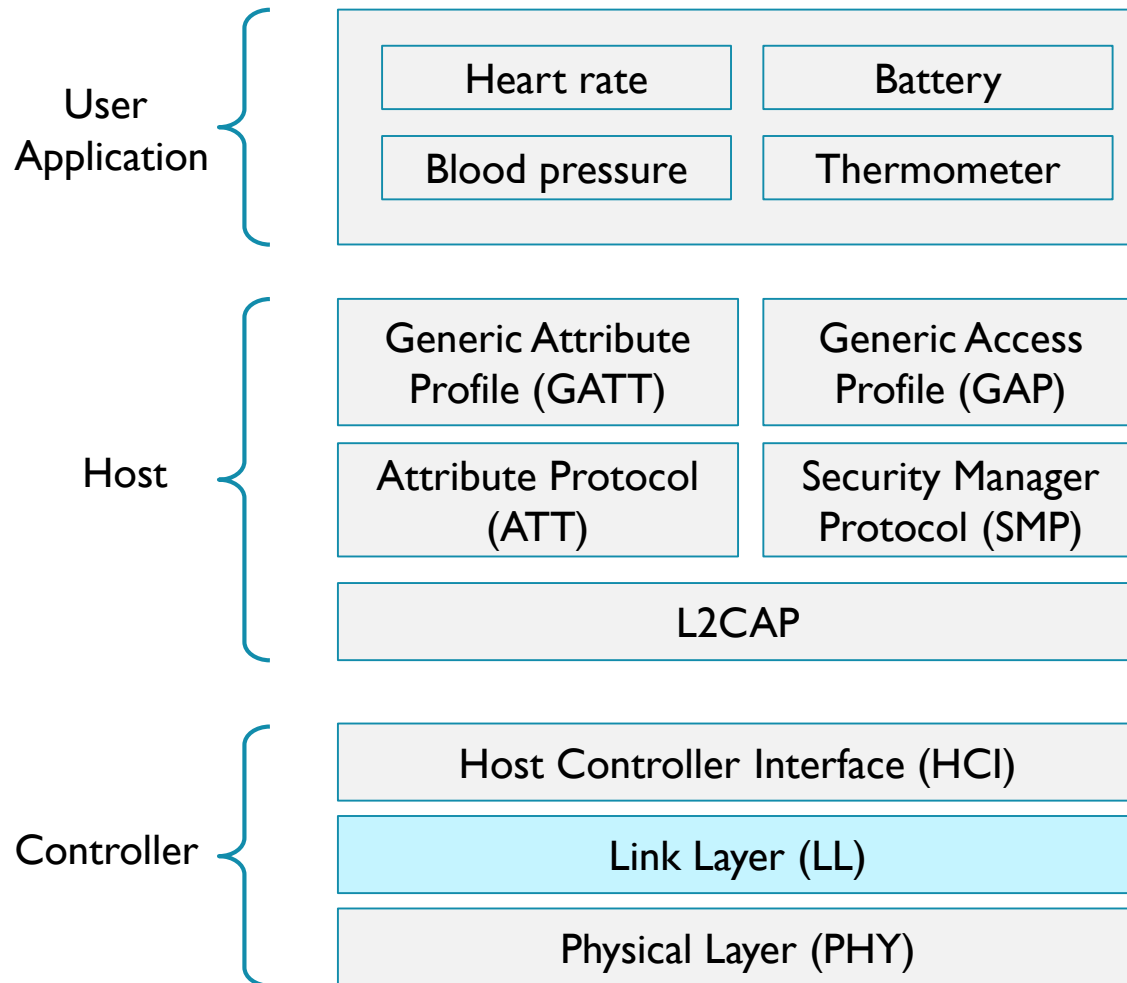 User
Application
Heart rate
Battery
Blood pressure
Thermometer
Host
Generic Attribute
Profile (GATT)
Generic Access
Profile (GAP)
Attribute Protocol
(ATT)
Security Manager
Protocol (SMP)
L2CAP
Controller
Host Controller Interface (HCI)
Link Layer (LL)
Physical Layer (PHY)